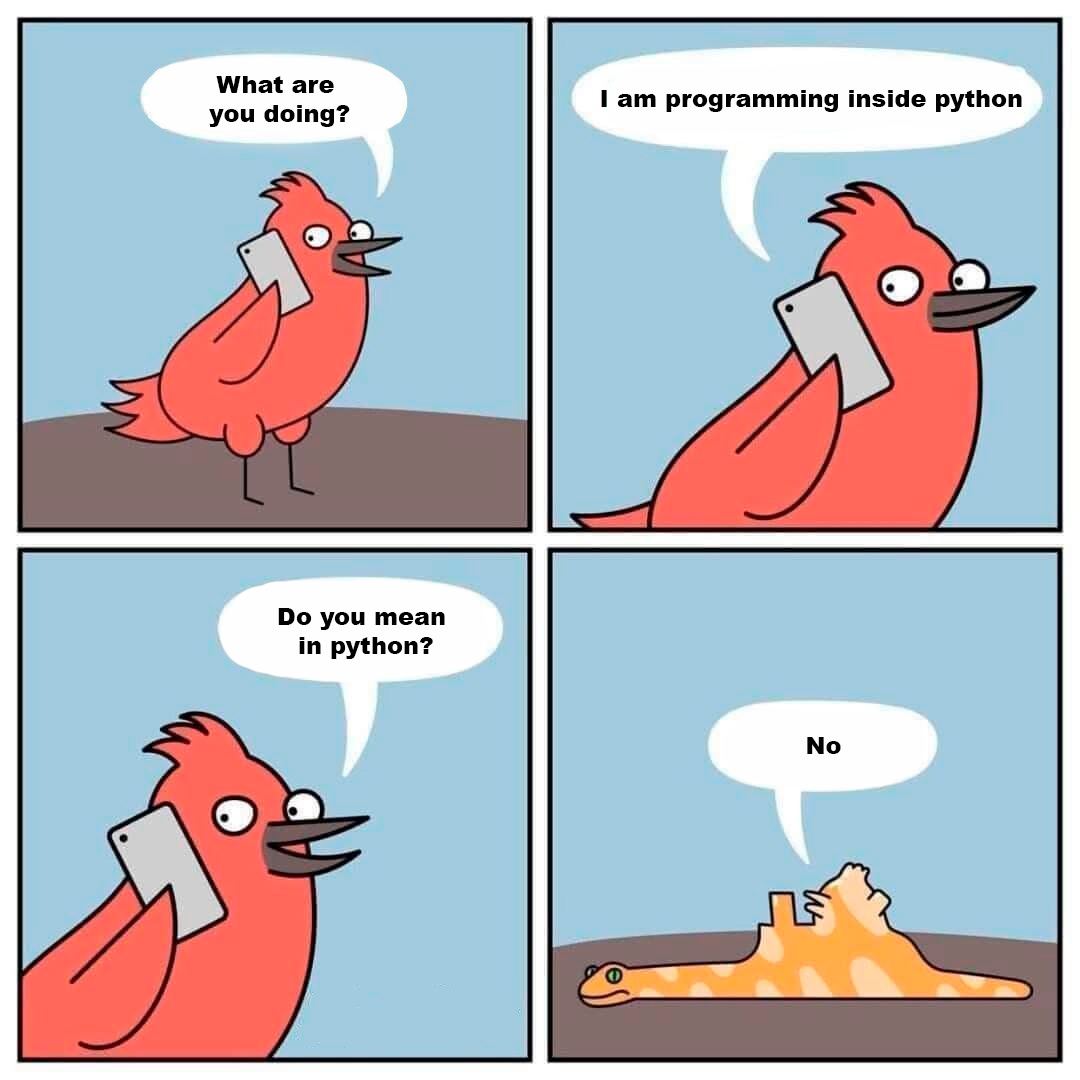 What are
you doing?
I am programming inside python
Do you mean
in python?
No